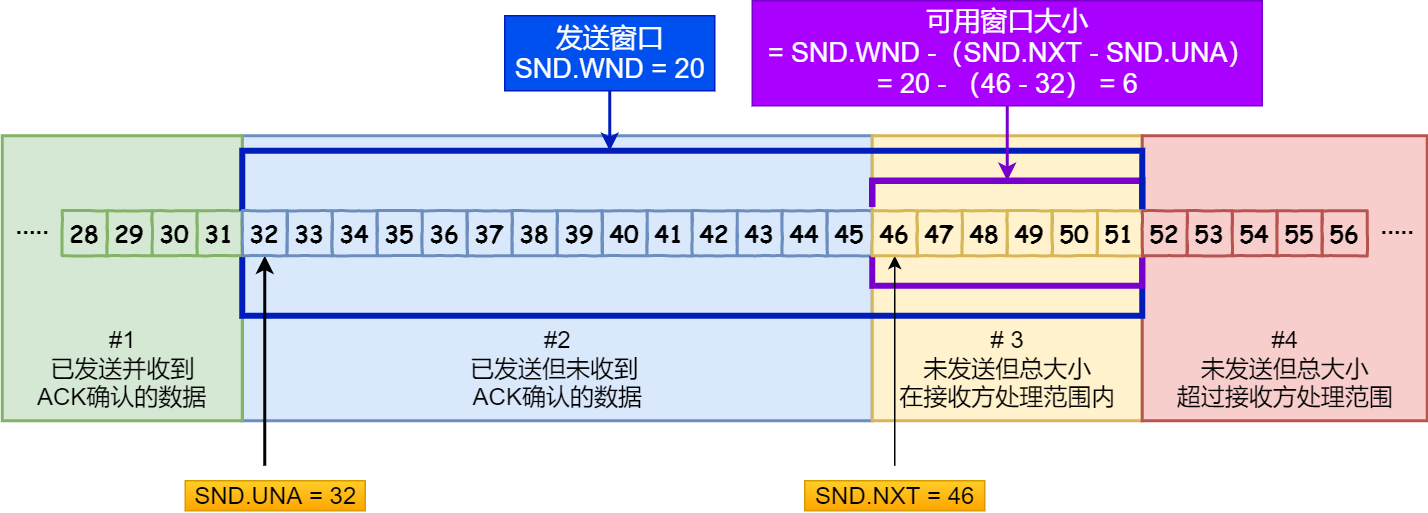 发送窗口
SND.WND = 20
可用窗口大小
= SND.WND -（SND.NXT - SND.UNA）
= 20 - （46 - 32） = 6
····· 28 29 30 31 32 33 34 35 36 37 38 39 40 41 42 43 44 45 46 47 48 49 50 51 52 53 54 55 56 ·····
#1
已发送并收到
ACK确认的数据
#2
已发送但未收到
ACK确认的数据
# 3
未发送但总大小
在接收方处理范围内
#4
未发送但总大小
超过接收方处理范围
SND.UNA = 32
SND.NXT = 46